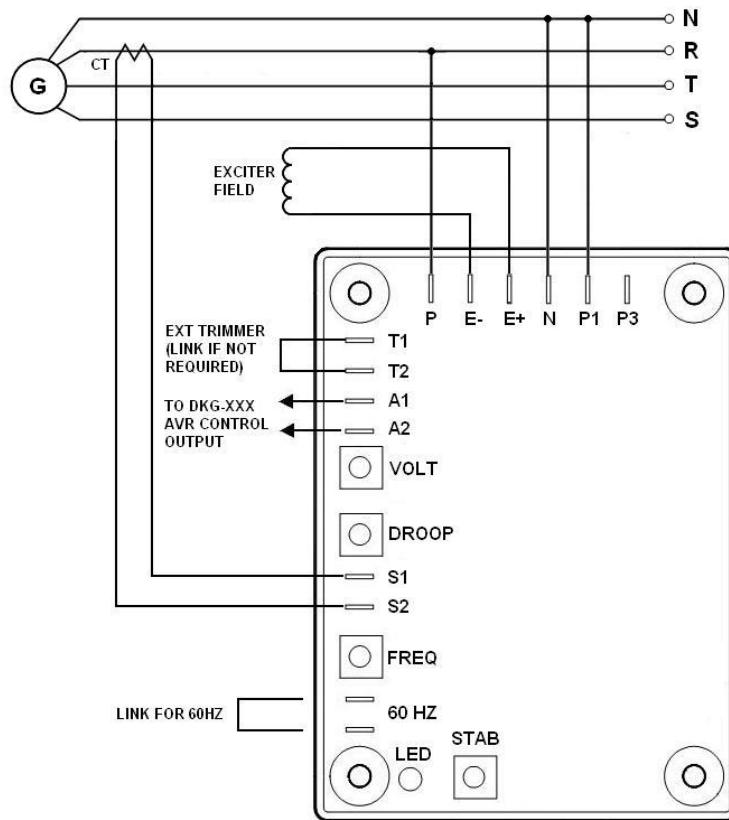 N
R
T
S
CT
G
EXCITER
FIELD
P
E-
E+
N
P1
P3
EXT TRIMMER
(LINK IF NOT
REQUIRED)
T1
T2
TO DKG-XXX
AVR CONTROL
OUTPUT
A1
A2
VOLT
DROOP
S1
S2
FREQ
LINK FOR 60HZ
60 HZ
LED
STAB